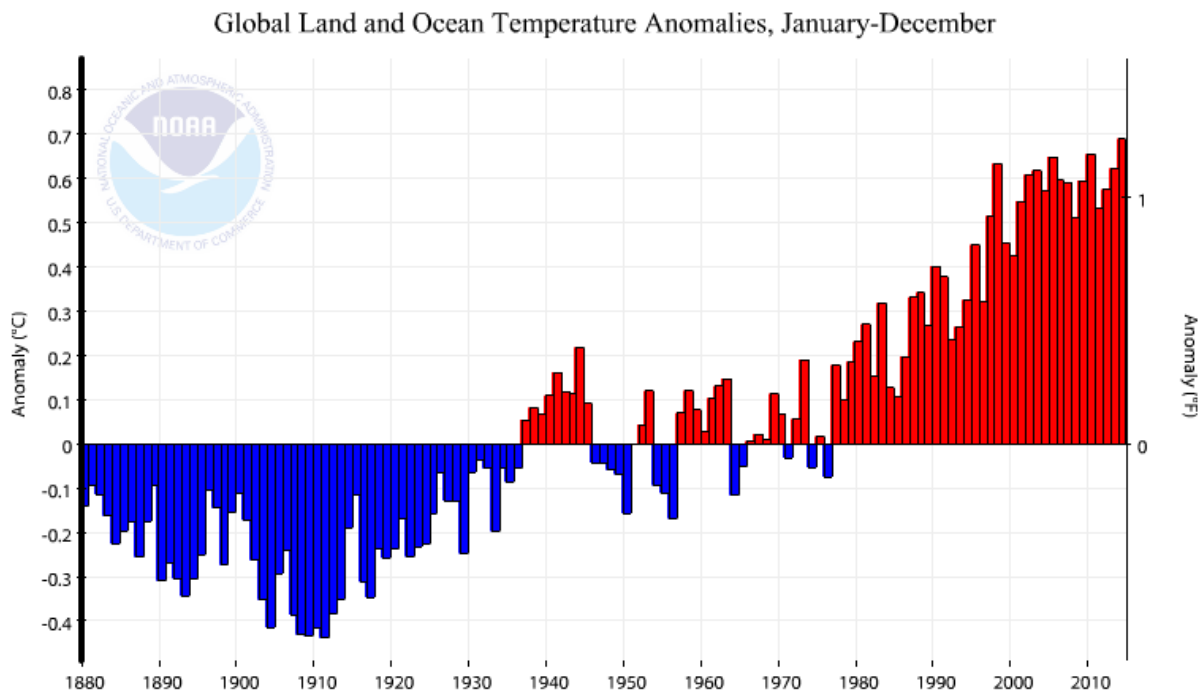 Global Land and Ocean Temperature Anomalies, January-December
NATIONAL OCEANIC AND ATMOSPHERIC ADMINISTRATION
NOAA
U.S. DEPARTMENT OF COMMERCE
Anomaly (°C)
0.8
0.7
0.6
0.5
0.4
0.3
0.2
0.1
0
-0.1
-0.2
-0.3
-0.4
1
0
Anomaly (°F)
1880 1890 1900 1910 1920 1930 1940 1950 1960 1970 1980 1990 2000 2010